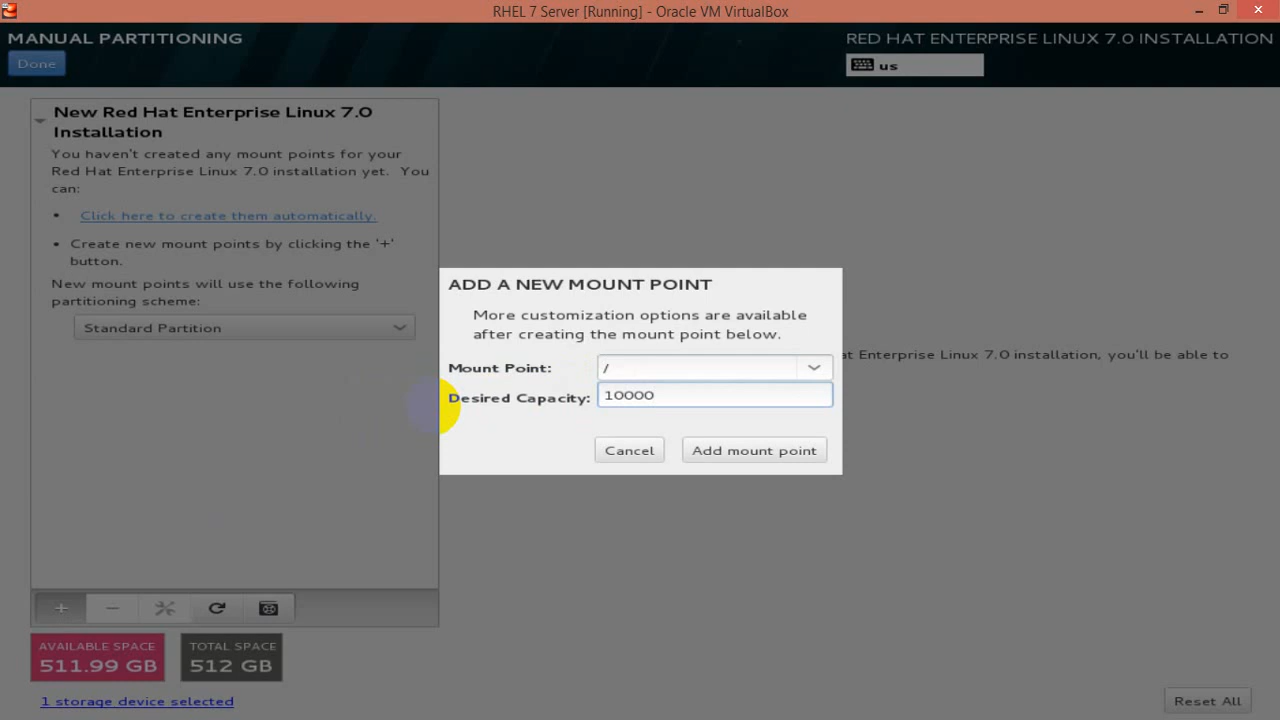 RHEL 7 Server [Running] - Oracle VM VirtualBox
MANUAL PARTITIONING
RED HAT ENTERPRISE LINUX 7.0 INSTALLATION
Done
us
New Red Hat Enterprise Linux 7.0
Installation
You haven't created any mount points for your
Red Hat Enterprise Linux 7.0 installation yet. You
can:
• Click here to create them automatically.
• Create new mount points by clicking the '+'
button.
New mount points will use the following
partitioning scheme:
Standard Partition
ADD A NEW MOUNT POINT
More customization options are available
after creating the mount point below.
Mount Point: /
Desired Capacity: 10000
Cancel Add mount point
at Enterprise Linux 7.0 installation, you'll be able to
+ −
AVAILABLE SPACE
511.99 GB
TOTAL SPACE
512 GB
1 storage device selected
Reset All